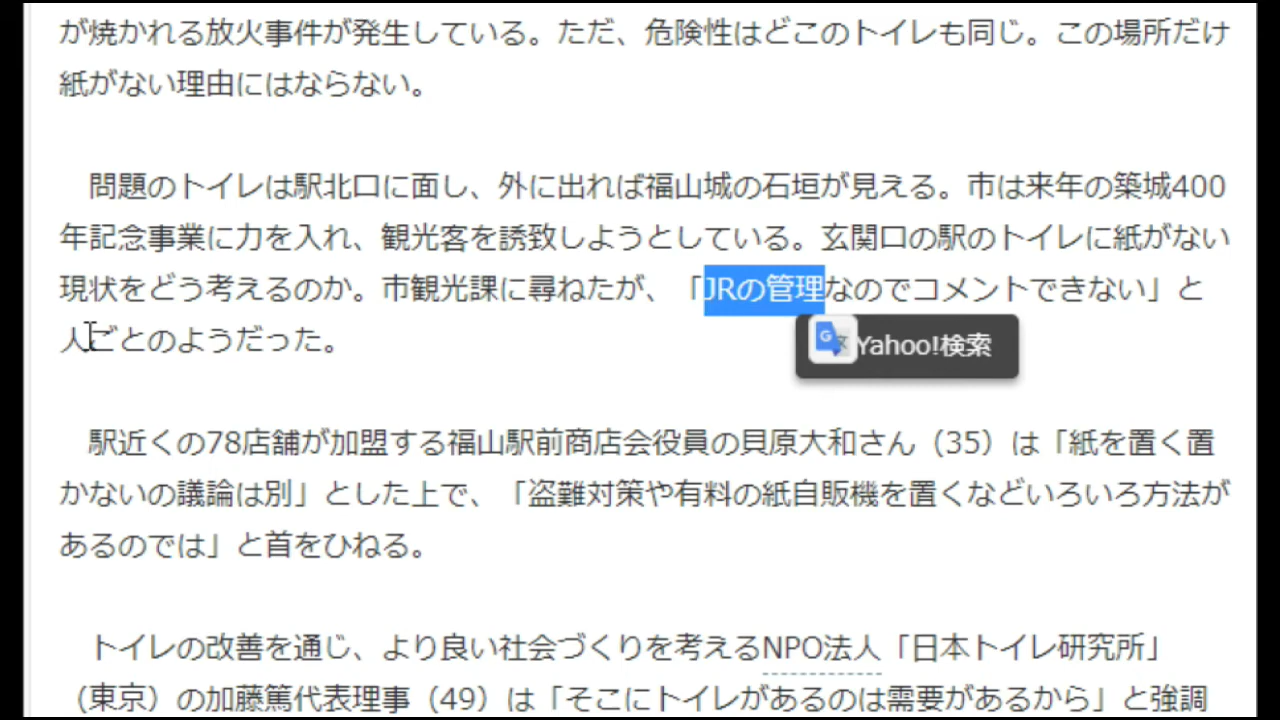 が焼かれる放火事件が発生している。ただ、危険性はどこのトイレも同じ。この場所だけ
紙がない理由にはならない。
問題のトイレは駅北口に面し、外に出れば福山城の石垣が見える。市は来年の築城400
年記念事業に力を入れ、観光客を誘致しようとしている。玄関口の駅のトイレに紙がない
現状をどう考えるのか。市観光課に尋ねたが、「JRの管理なのでコメントできない」と
人ごとのようだった。
Yahoo!検索
駅近くの78店舗が加盟する福山駅前商店会役員の貝原大和さん（35）は「紙を置く置
かないの議論は別」とした上で、「盗難対策や有料の紙自販機を置くなどいろいろ方法が
あるのでは」と首をひねる。
トイレの改善を通じ、より良い社会づくりを考えるNPO法人「日本トイレ研究所」
（東京）の加藤篤代表理事（49）は「そこにトイレがあるのは需要があるから」と強調